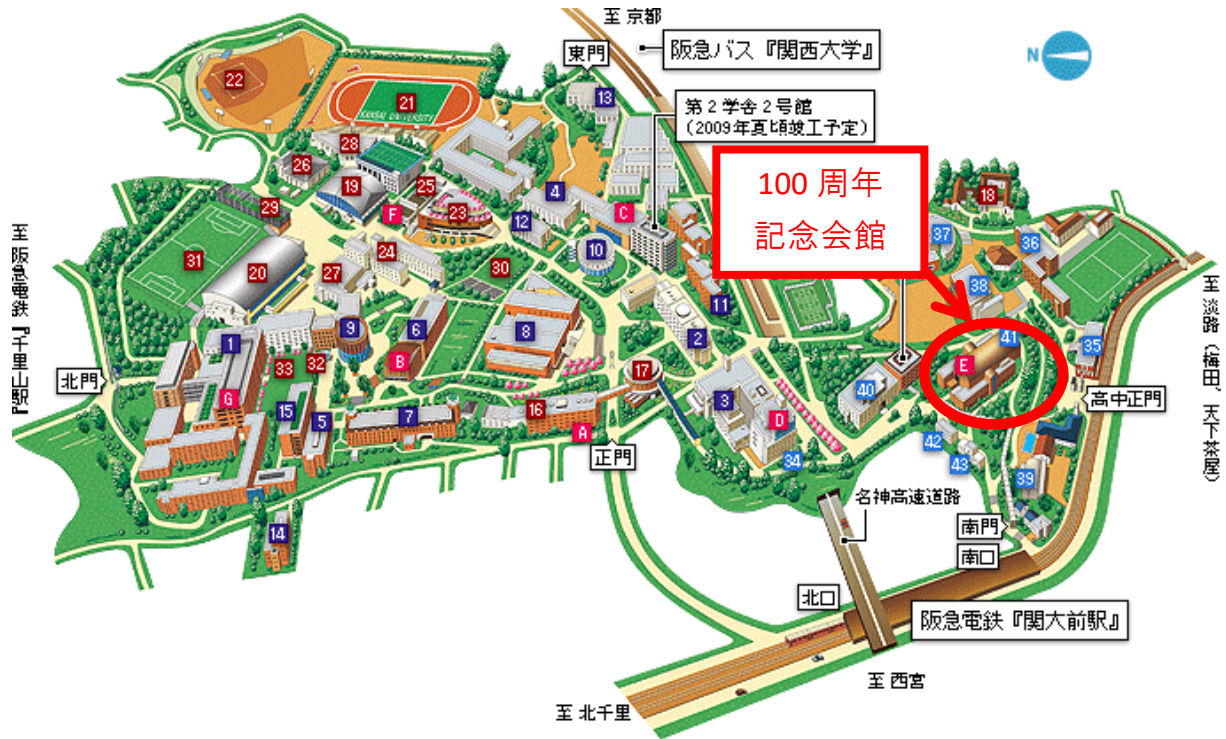 至 京都
阪急バス『関西大学』
N
東門
22
13
第2学舎2号館
(2009年夏頃竣工予定)
21
KANSAI UNIVERSITY
28
26
100 周年
記念会館
19
25
4
18
29
F
23
12
C
37
36
至 阪急電鉄『千里山駅』
31
24
10
20
27
30
38
至 淡路(梅田、天下茶屋)
11
1
9
6
8
2
41
35
33
32
B
17
E
北門
G
15
5
7
16
3
40
高中正門
A
D
正門
34
42
43
39
名神高速道路
14
南門
南口
北口
阪急電鉄『関大前駅』
至 西宮
至 北千里